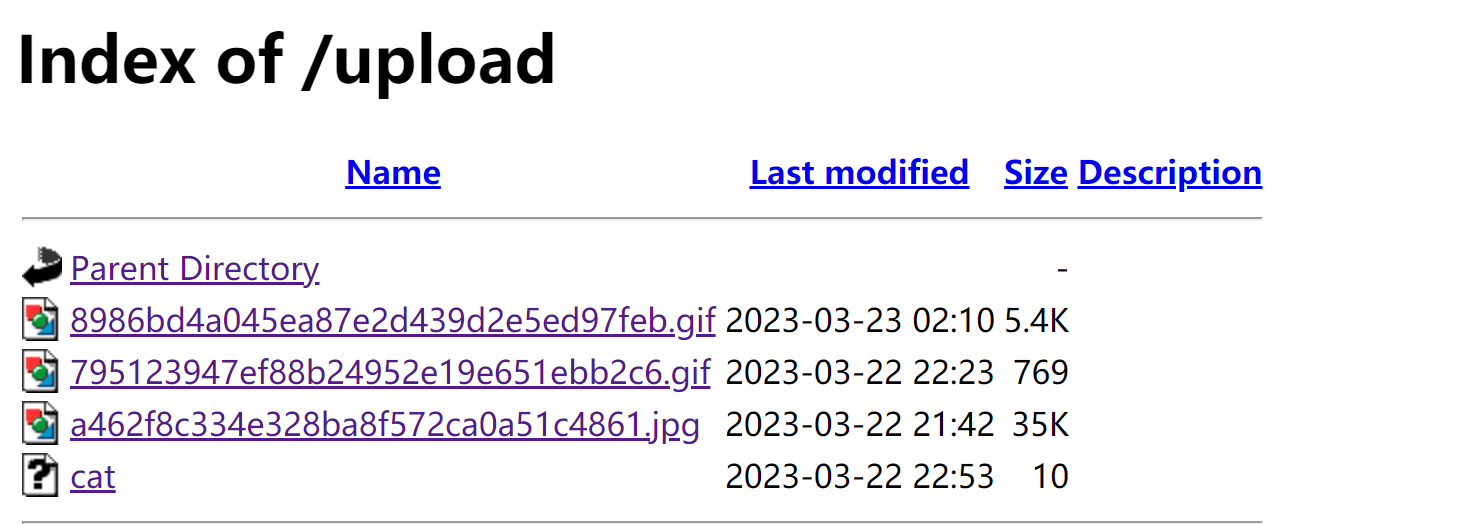 Index of /upload
Name Last modified Size Description
Parent Directory -
8986bd4a045ea87e2d439d2e5ed97feb.gif 2023-03-23 02:10 5.4K
795123947ef88b24952e19e651ebb2c6.gif 2023-03-22 22:23 769
a462f8c334e328ba8f572ca0a51c4861.jpg 2023-03-22 21:42 35K
cat 2023-03-22 22:53 10